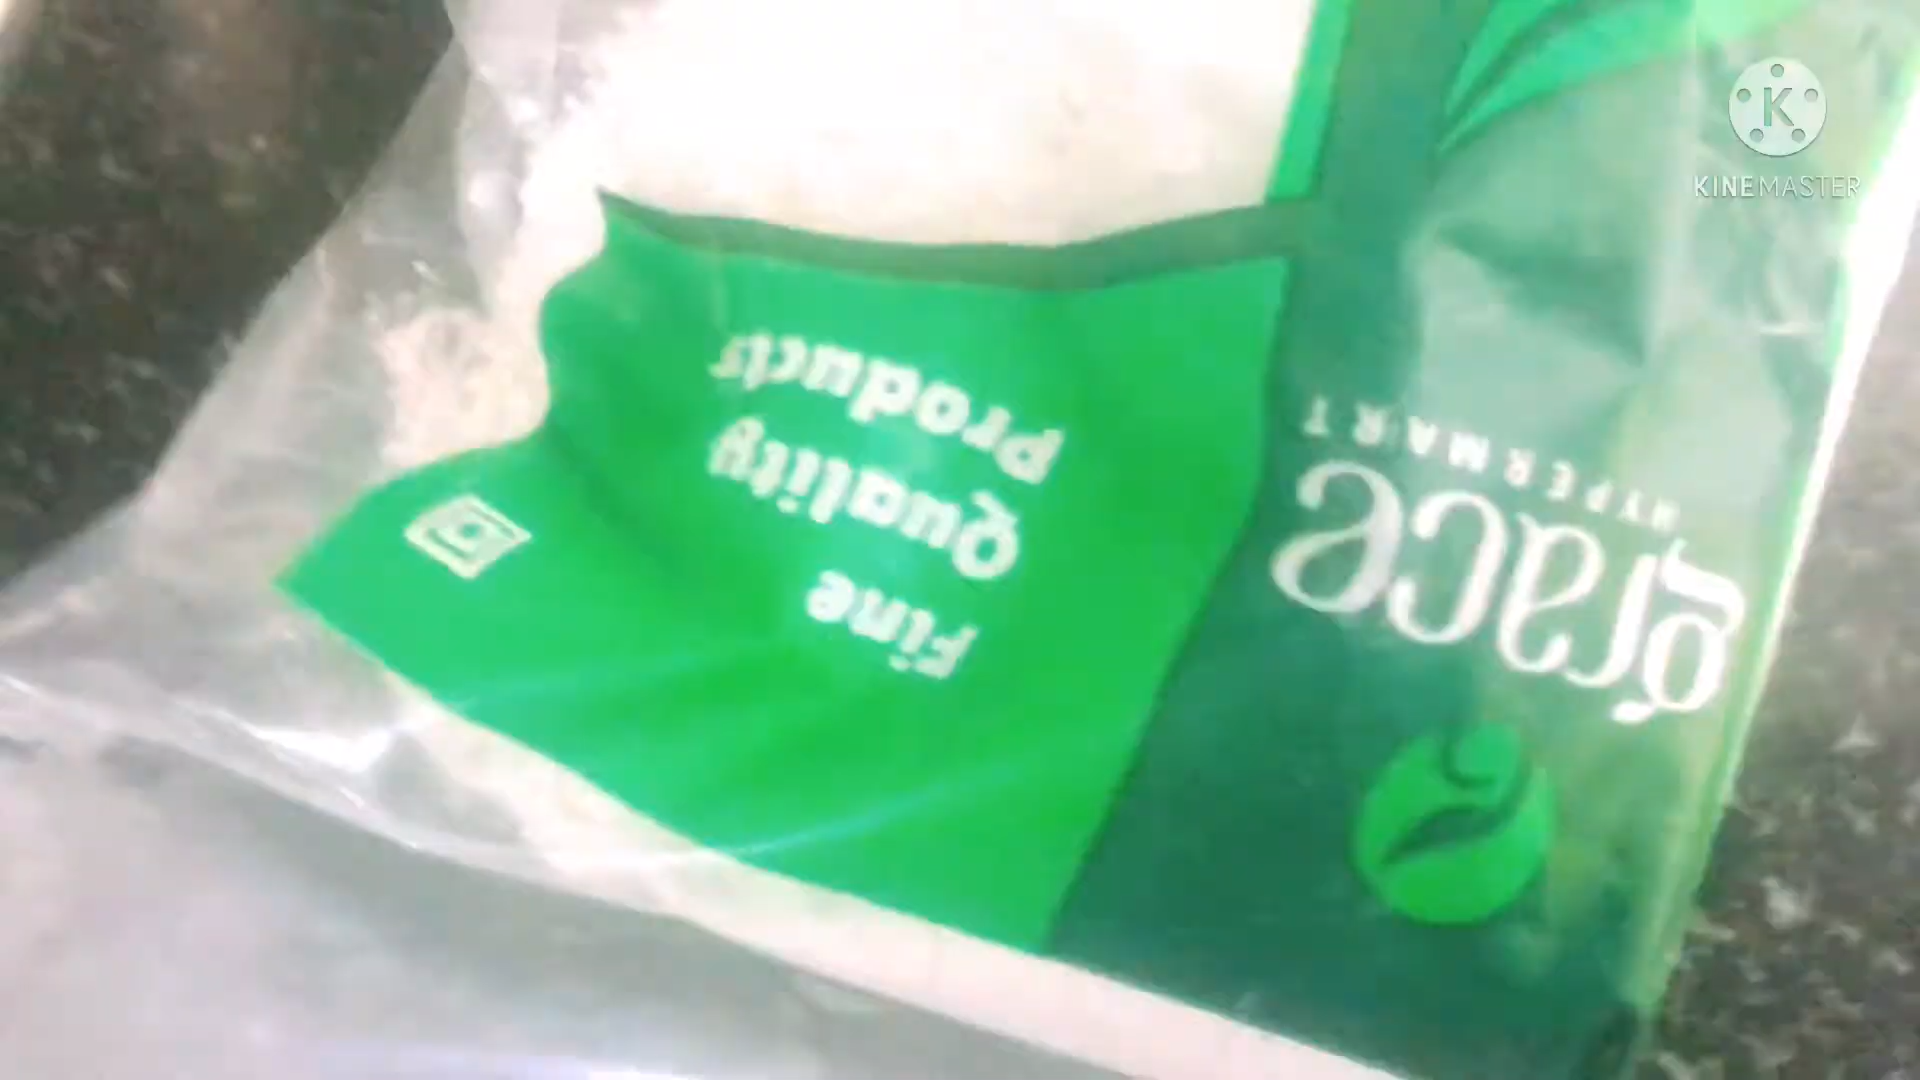 KINEMASTER
grace
HYPERMART
Fine
Quality
Products